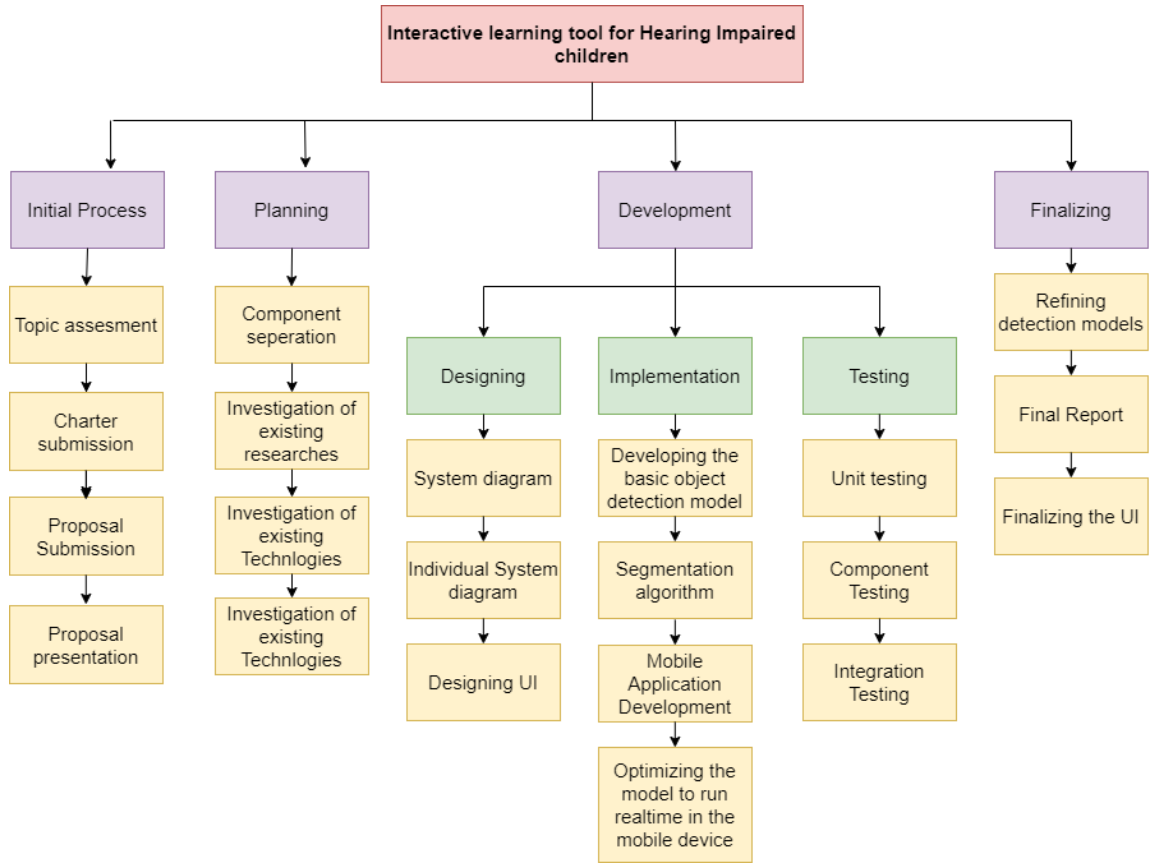 Interactive learning tool for Hearing Impaired
children
Initial Process
Planning
Development
Finalizing
Topic assesment
Charter
submission
Proposal
Submission
Proposal
presentation
Component
seperation
Investigation of
existing
researches
Investigation of
existing
Technlogies
Investigation of
existing
Technlogies
Designing
Implementation
Testing
System diagram
Individual System
diagram
Designing UI
Developing the
basic object
detection model
Segmentation
algorithm
Mobile
Application
Development
Optimizing the
model to run
realtime in the
mobile device
Unit testing
Component
Testing
Integration
Testing
Refining
detection models
Final Report
Finalizing the UI